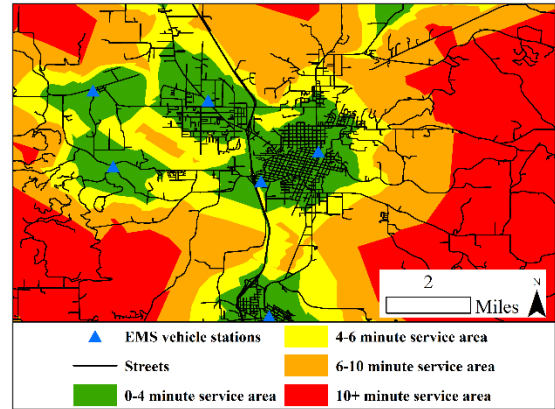 2
N
Miles
EMS vehicle stations
4-6 minute service area
Streets
6-10 minute service area
0-4 minute service area
10+ minute service area